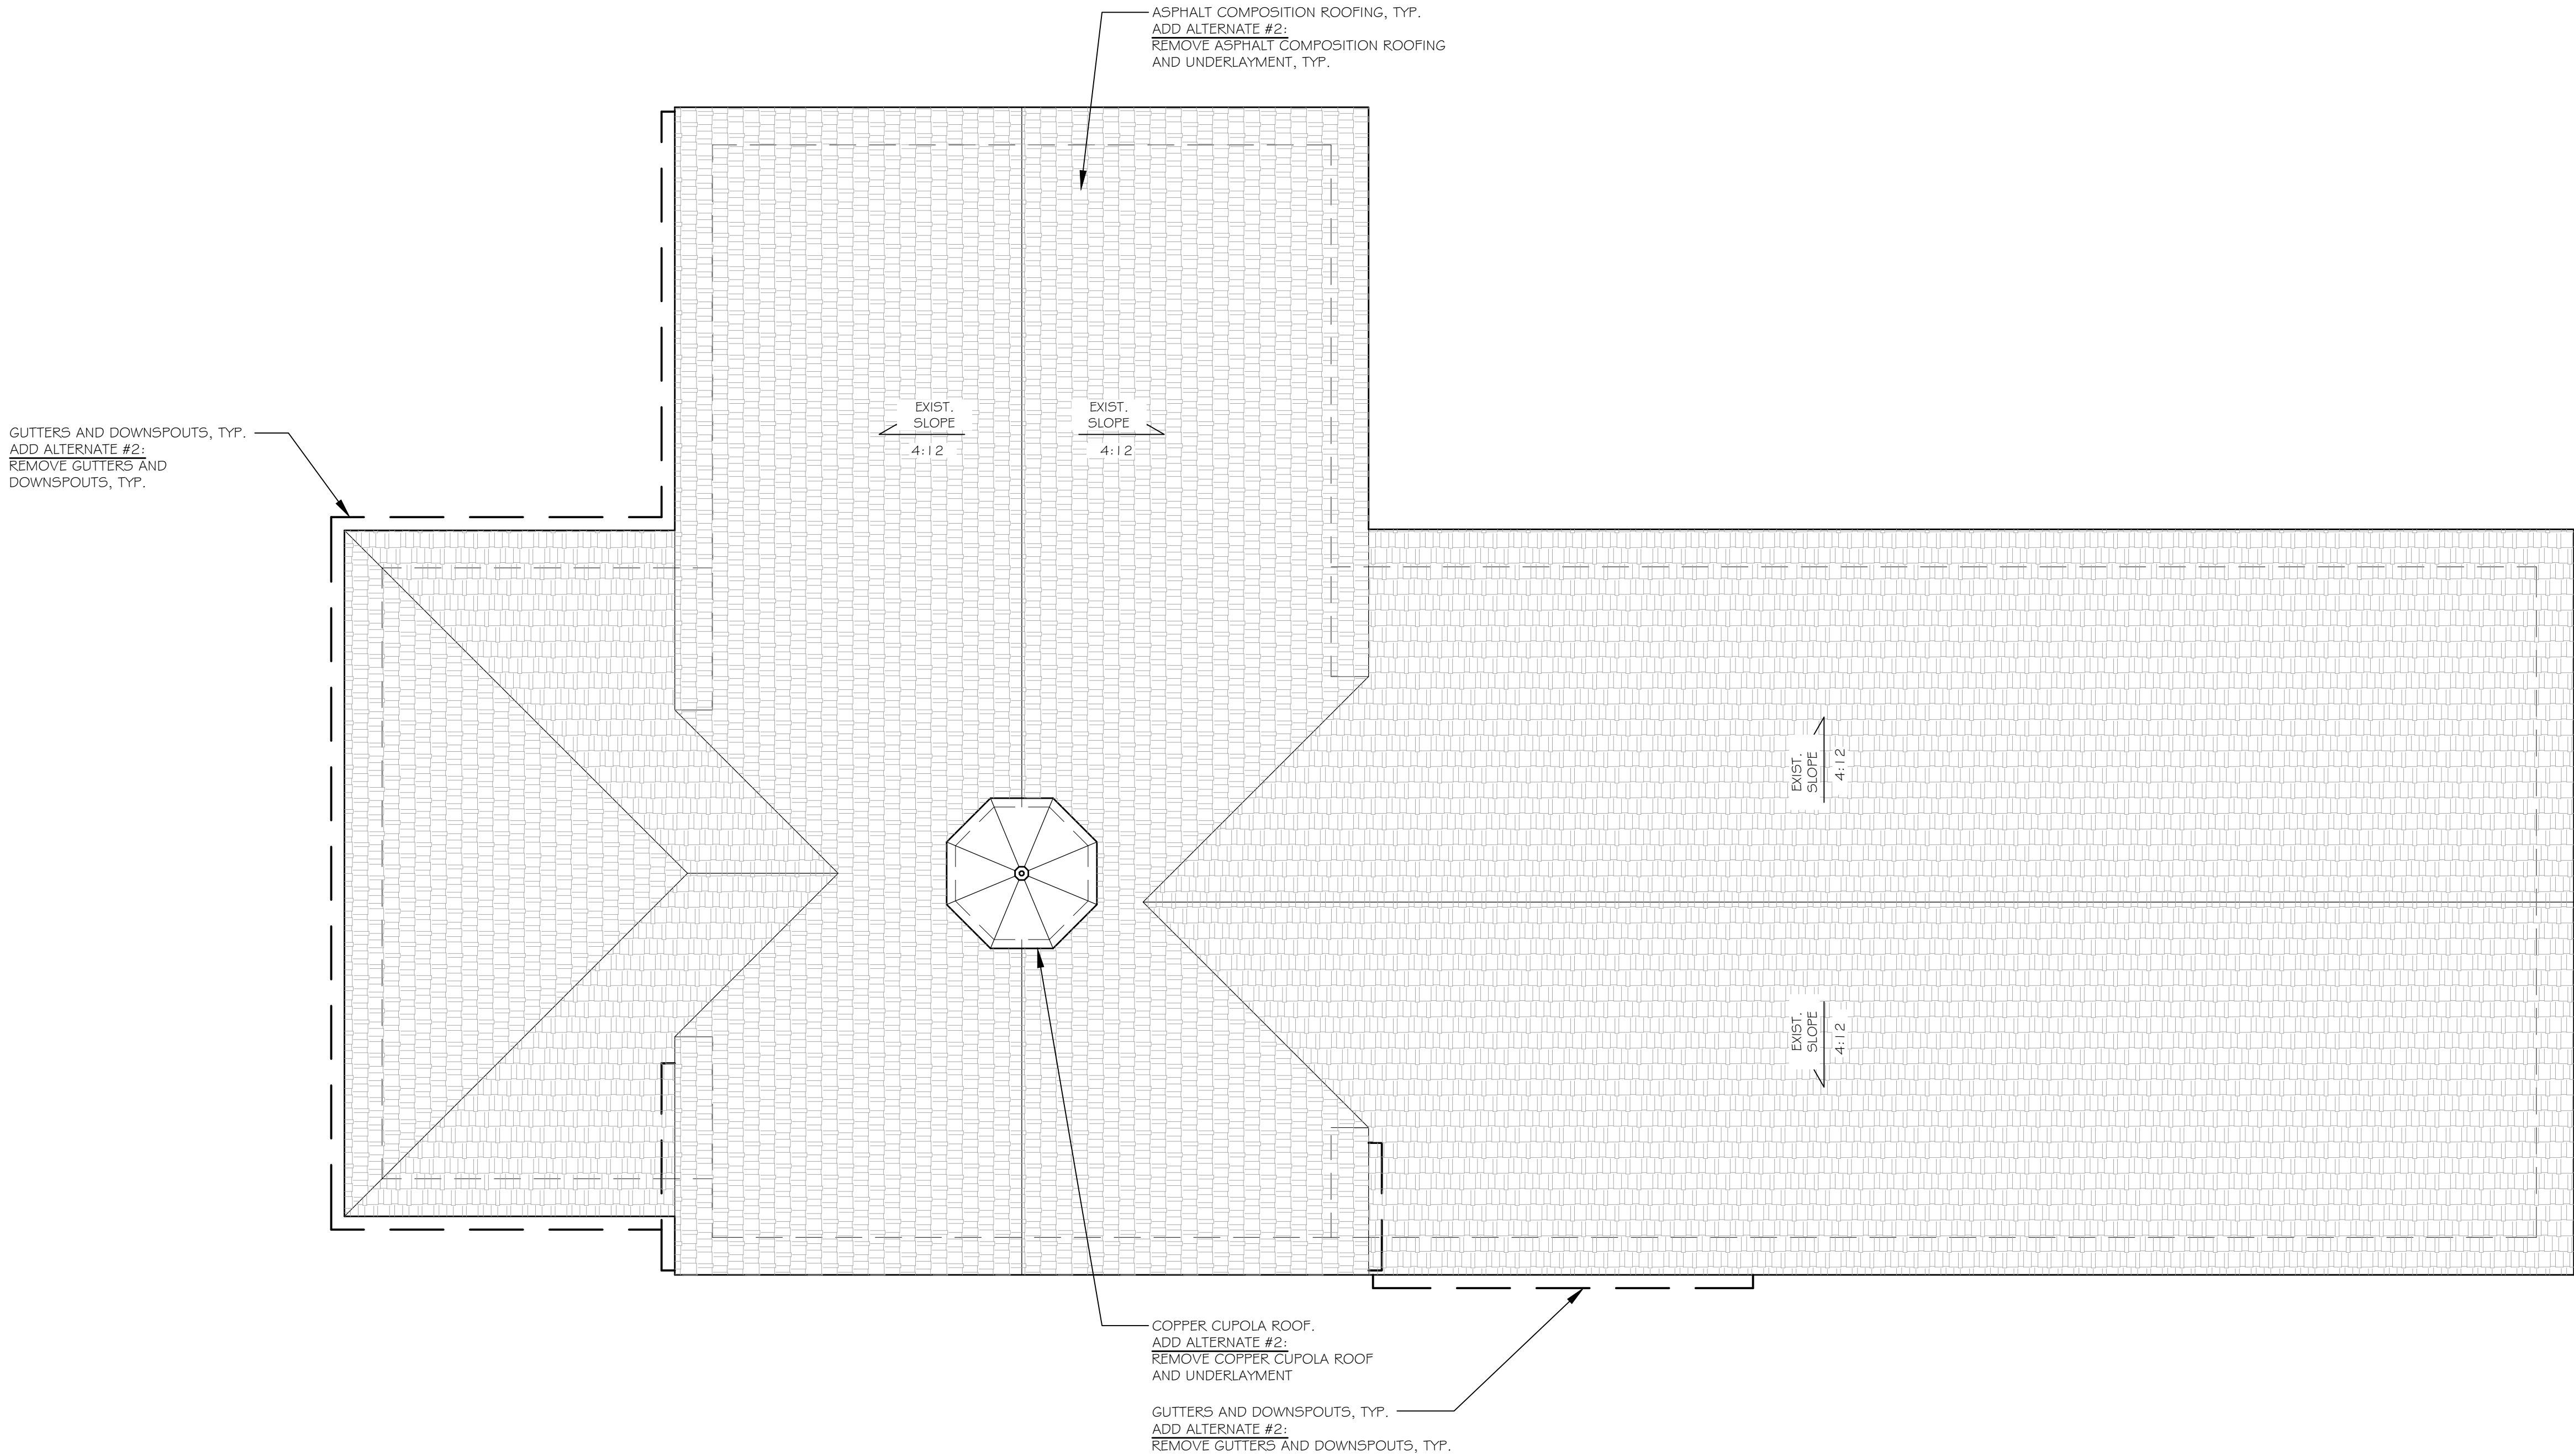 ASPHALT COMPOSITION ROOFING, TYP.
ADD ALTERNATE #2:
REMOVE ASPHALT COMPOSITION ROOFING
AND UNDERLAYMENT, TYP.
GUTTERS AND DOWNSPOUTS, TYP.
ADD ALTERNATE #2:
REMOVE GUTTERS AND
DOWNSPOUTS, TYP.
EXIST.
SLOPE
4:12
EXIST.
SLOPE
4:12
EXIST.
SLOPE
4:12
EXIST.
SLOPE
4:12
COPPER CUPOLA ROOF.
ADD ALTERNATE #2:
REMOVE COPPER CUPOLA ROOF
AND UNDERLAYMENT
GUTTERS AND DOWNSPOUTS, TYP.
ADD ALTERNATE #2:
REMOVE GUTTERS AND DOWNSPOUTS, TYP.